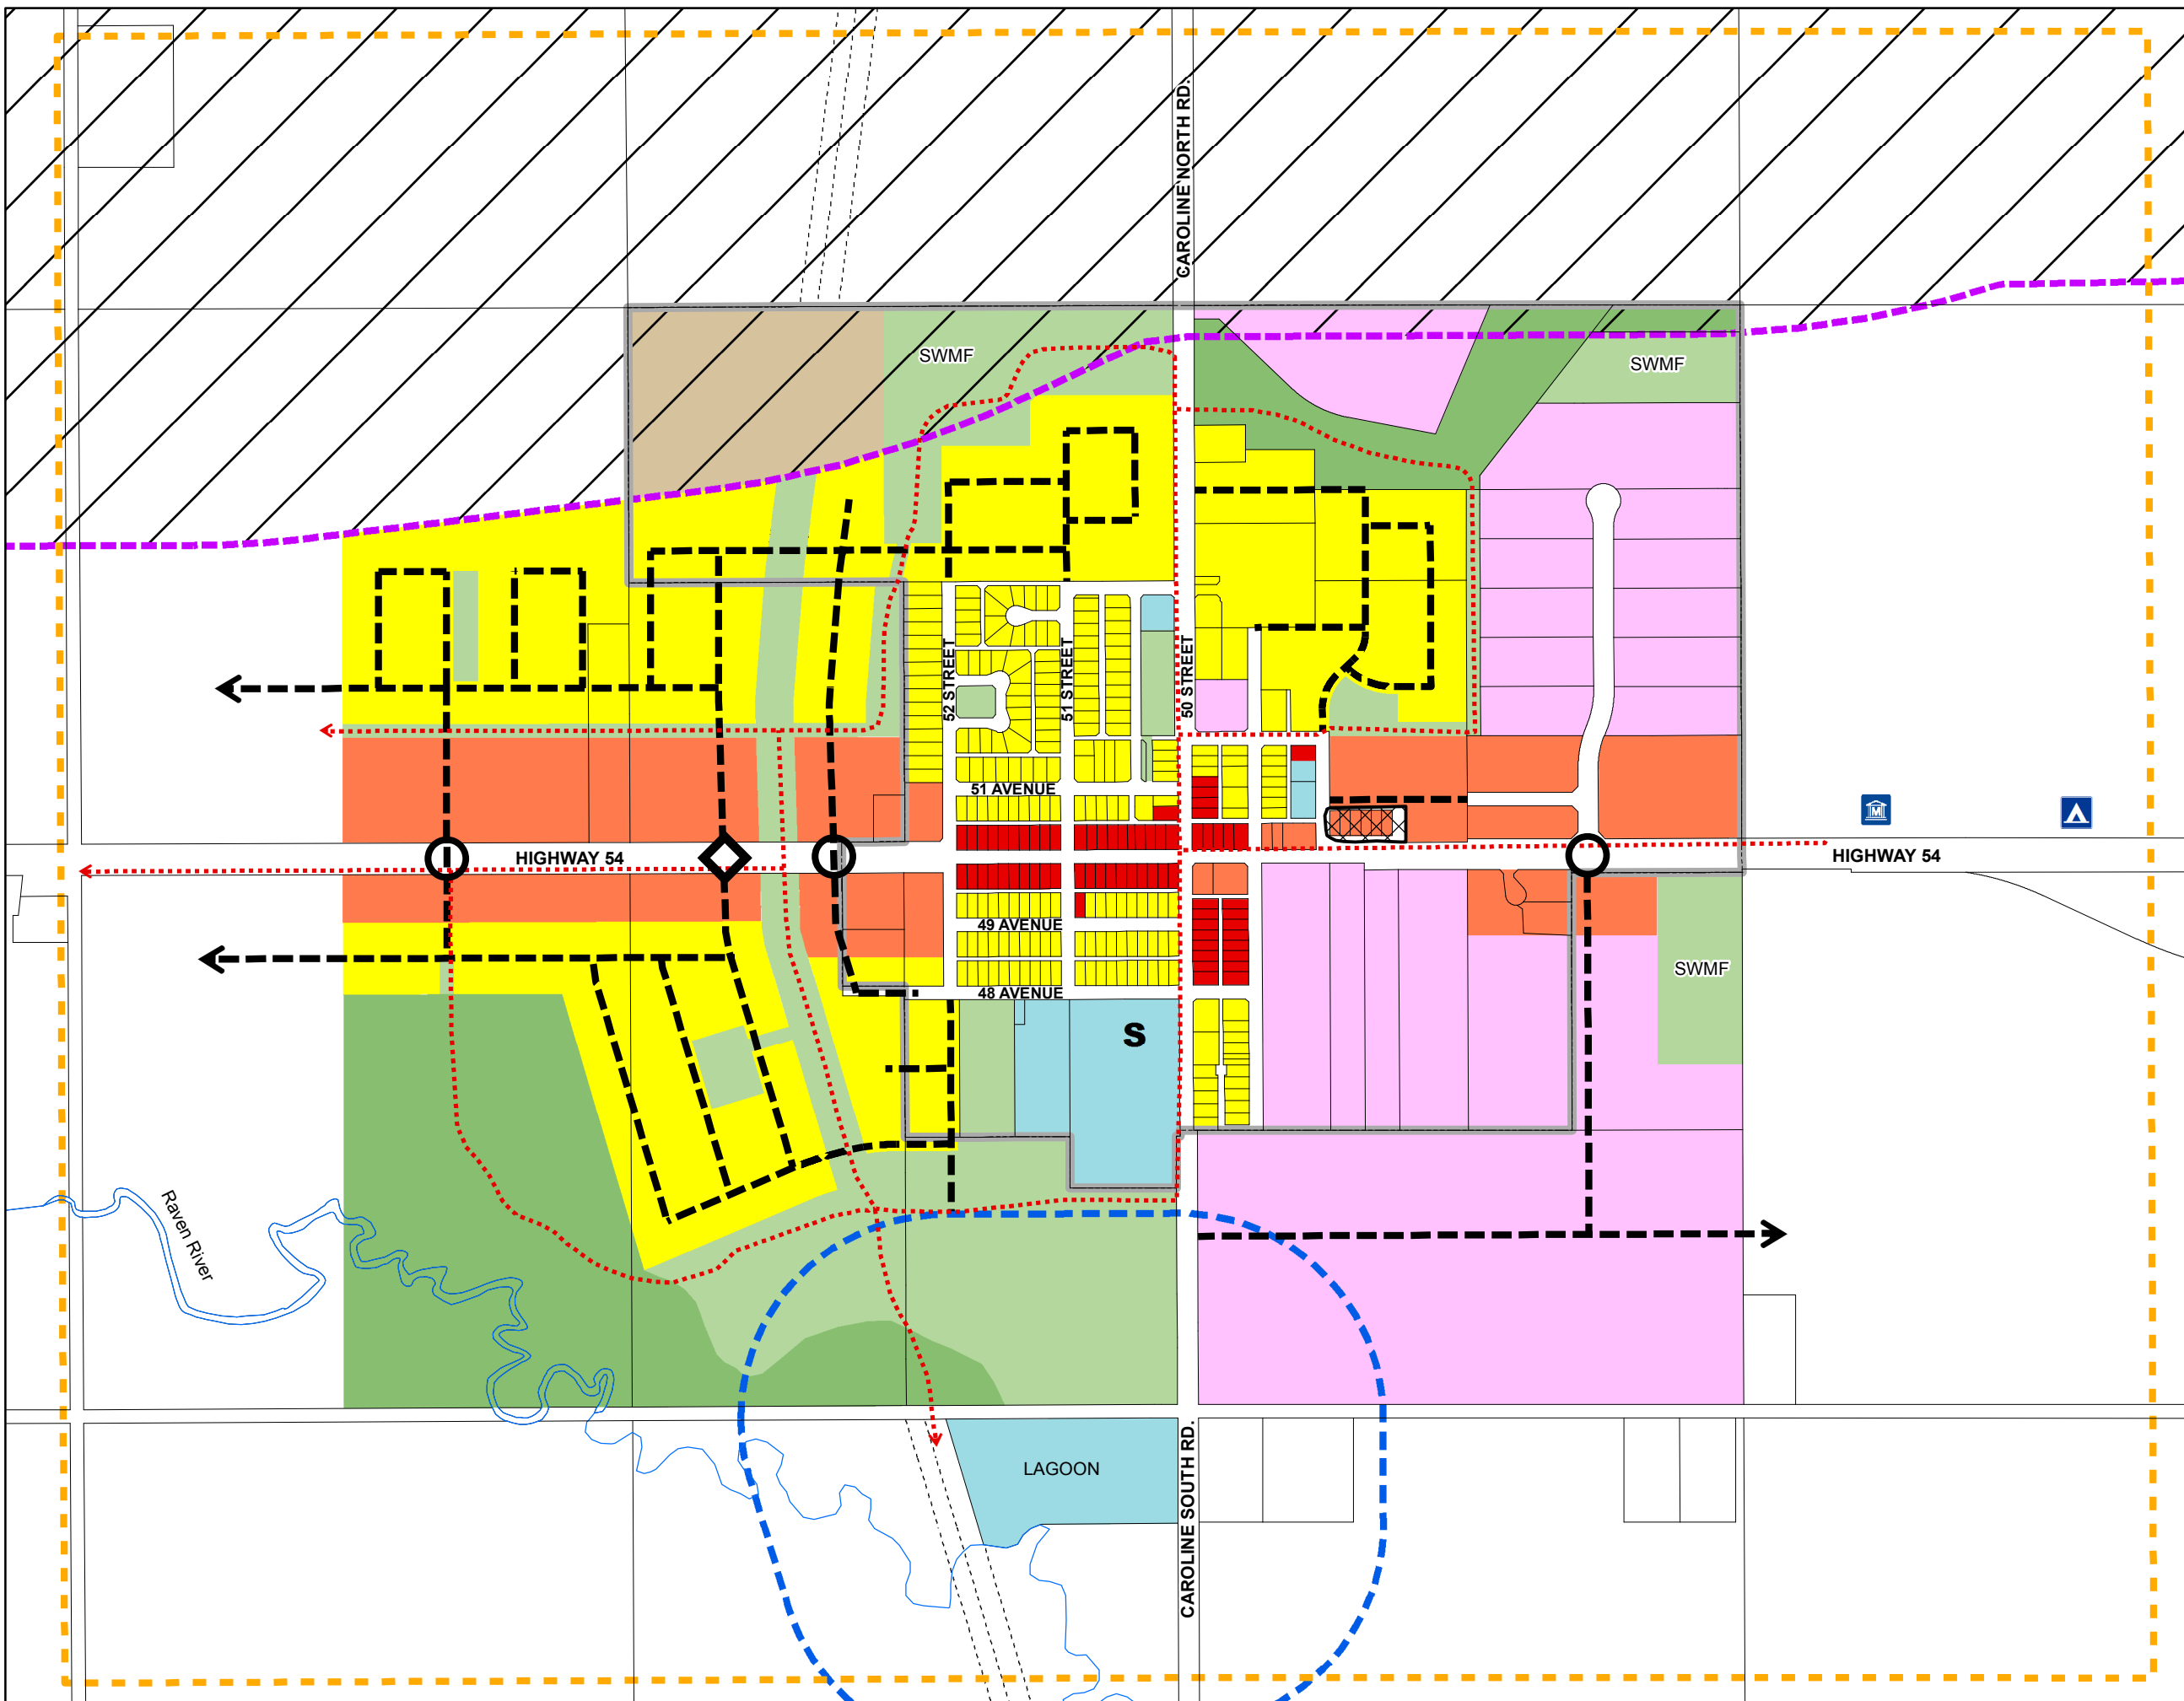 CAROLINE NORTH RD.
SWMF
SWMF
52 STREET
51 STREET
50 STREET
51 AVENUE
M
HIGHWAY 54
HIGHWAY 54
49 AVENUE
SWMF
48 AVENUE
S
Raven River
LAGOON
CAROLINE SOUTH RD.